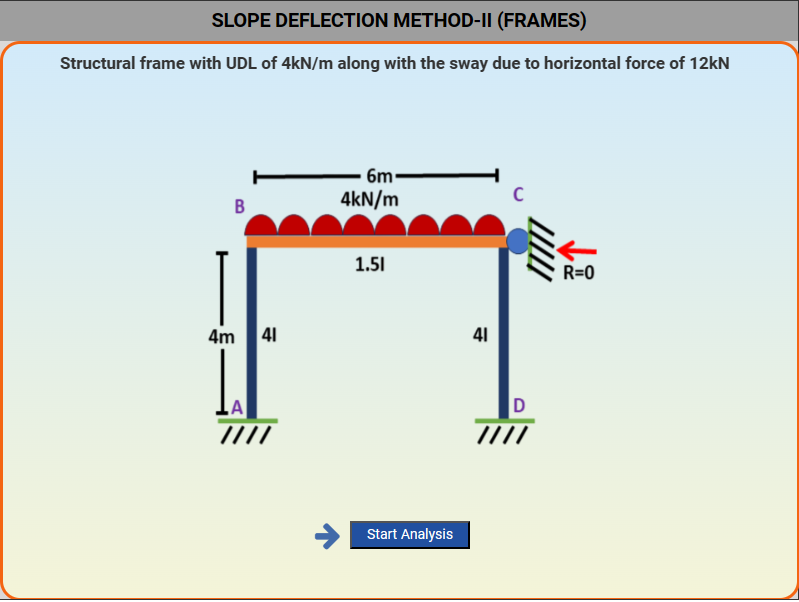 SLOPE DEFLECTION METHOD-II (FRAMES)
Structural frame with UDL of 4kN/m along with the sway due to horizontal force of 12kN
6m
4kN/m
B
C
1.5I
R=0
4m
4I
4I
A
D
Start Analysis